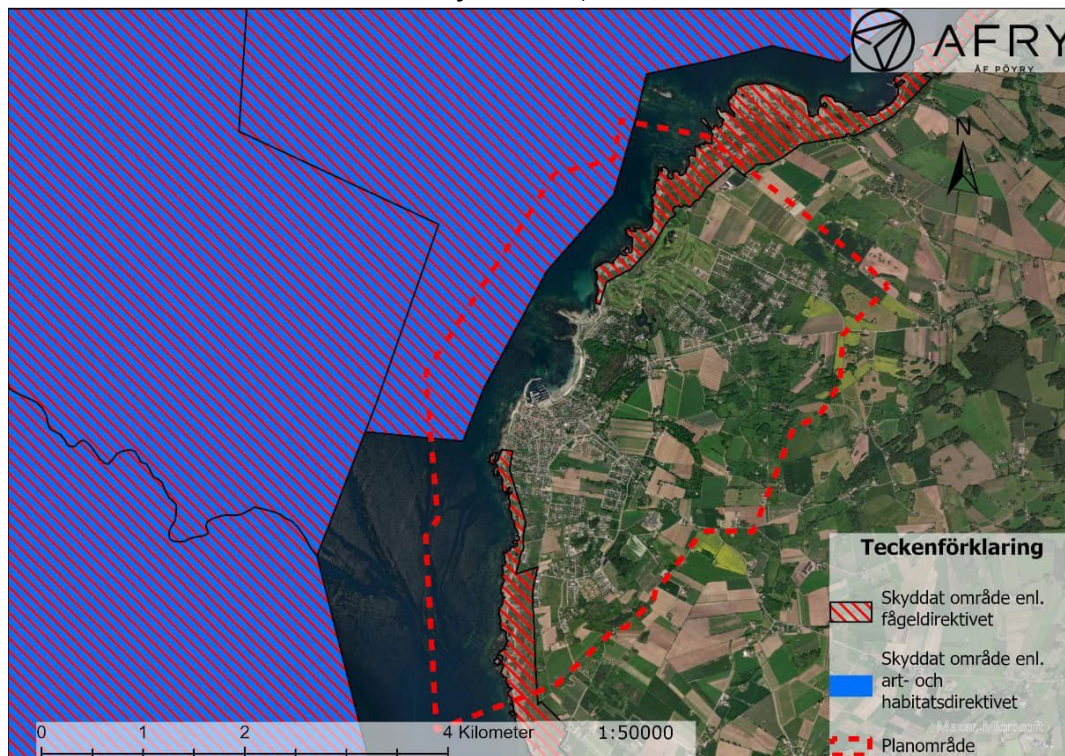 AFRY
ÅF PÖYRY
N
Teckenförklaring
Skyddat område enl.
fågeldirektivet
Skyddat område enl.
art- och
habitatsdirektivet
Planområde
0 1 2 4 Kilometer 1:50000